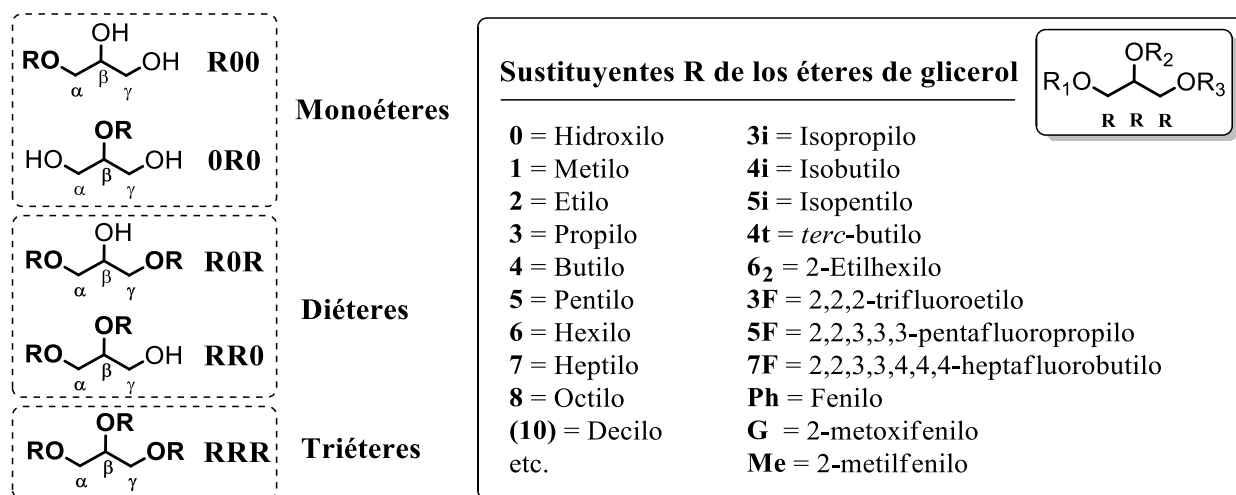 OH
RO OH R00
α β γ
OR
HO OH 0R0
α β γ
Monoéteres
OH
RO OR R0R
α β γ
OR
RO OH RR0
α β γ
Diéteres
OR
RO OR RRR
α β γ
Triéteres
Sustituyentes R de los éteres de glicerol
OR2
R1O OR3
R R R
0 = Hidroxilo
1 = Metilo
2 = Etilo
3 = Propilo
4 = Butilo
5 = Pentilo
6 = Hexilo
7 = Heptilo
8 = Octilo
(10) = Decilo
etc.
3i = Isopropilo
4i = Isobutilo
5i = Isopentilo
4t = terc-butilo
6₂ = 2-Etilhexilo
3F = 2,2,2-trifluoroetilo
5F = 2,2,3,3,3-pentafluoropropilo
7F = 2,2,3,3,4,4,4-heptafluorobutilo
Ph = Fenilo
G = 2-metoxifenilo
Me = 2-metilfenilo